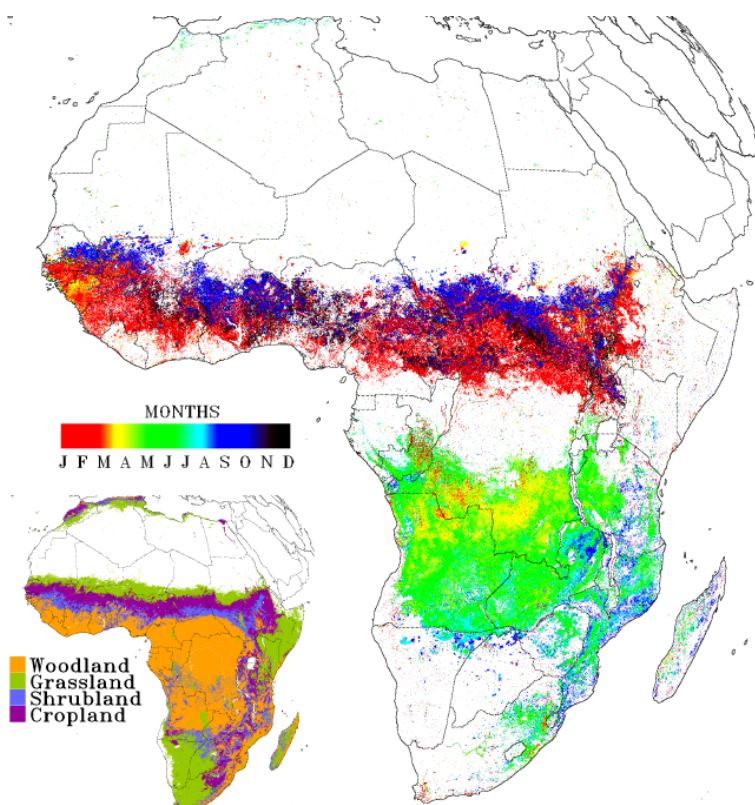 MONTHS
J F M A M J J A S O N D
Woodland
Grassland
Shrubland
Cropland